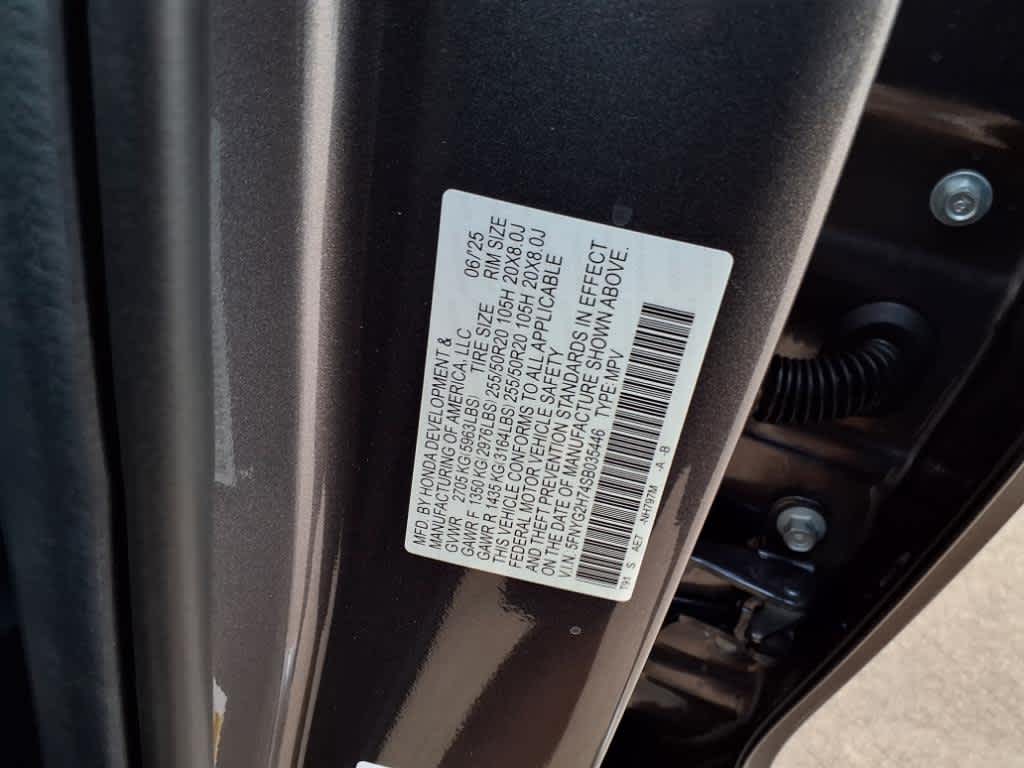 MFD. BY HONDA DEVELOPMENT &
MANUFACTURING OF AMERICA, LLC 06/25
GVWR 2705 KG( 5963LBS) TIRE SIZE RIM SIZE
GAWR F 1350 KG( 2976LBS) 255/50R20 105H 20X8.0J
GAWR R 1435 KG( 3164LBS) 255/50R20 105H 20X8.0J
THIS VEHICLE CONFORMS TO ALL APPLICABLE
FEDERAL MOTOR VEHICLE SAFETY
AND THEFT PREVENTION STANDARDS IN EFFECT
ON THE DATE OF MANUFACTURE SHOWN ABOVE.
V.I.N. 5FNYG2H74SB035446 TYPE: MPV
T91 S AE7 -NH797M -A -B